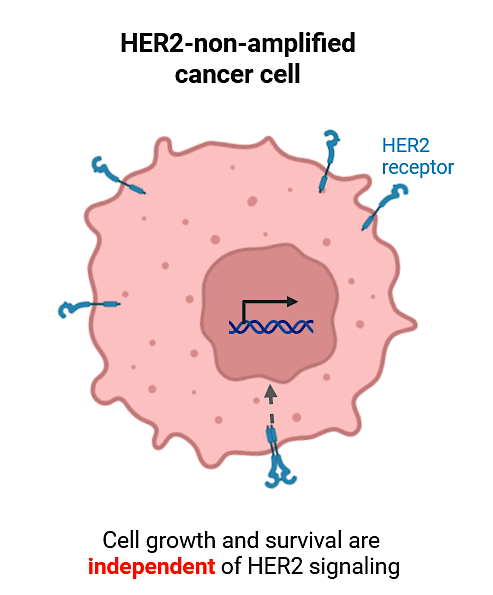 HER2-non-amplified
cancer cell
HER2
receptor
Cell growth and survival are
independent of HER2 signaling